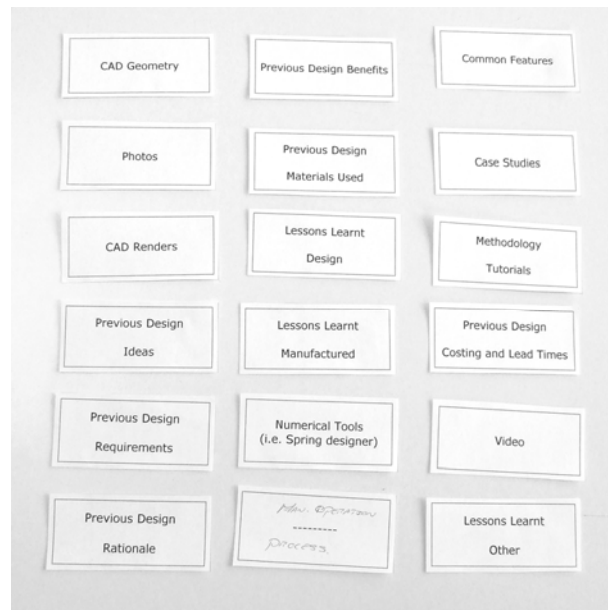 CAD Geometry
Previous Design Benefits
Common Features
Photos
Previous Design
Materials Used
Case Studies
CAD Renders
Lessons Learnt
Design
Methodology
Tutorials
Previous Design
Ideas
Lessons Learnt
Manufactured
Previous Design
Costing and Lead Times
Previous Design
Requirements
Numerical Tools
(i.e. Spring designer)
Video
Previous Design
Rationale
Man. Operation
---------
Process.
Lessons Learnt
Other